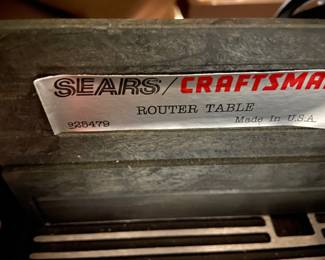 SEARS/CRAFTSMA
ROUTER TABLE
925479 Made In U.S.A.